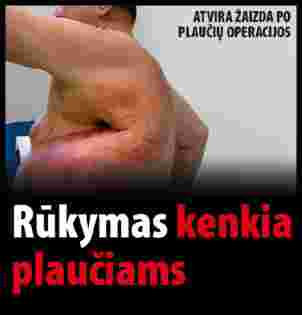 ATVIRA ŽAIZDA PO
PLAUČIŲ OPERACIJOS
Rūkymas kenkia
plaučiams